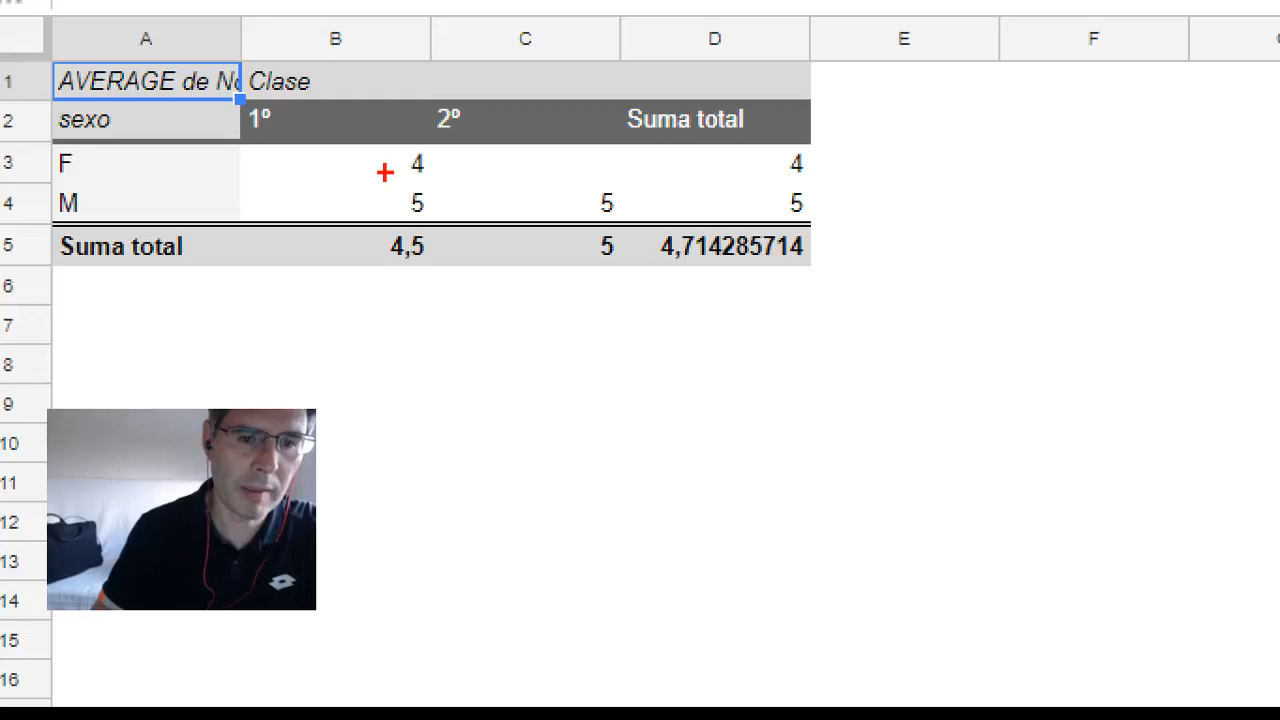 A B C D E F
1 AVERAGE de No Clase
2 sexo 1º 2º Suma total
3 F 4 4
4 M 5 5 5
5 Suma total 4,5 5 4,714285714
6
7
8
9
10
11
12
13
14
15
16